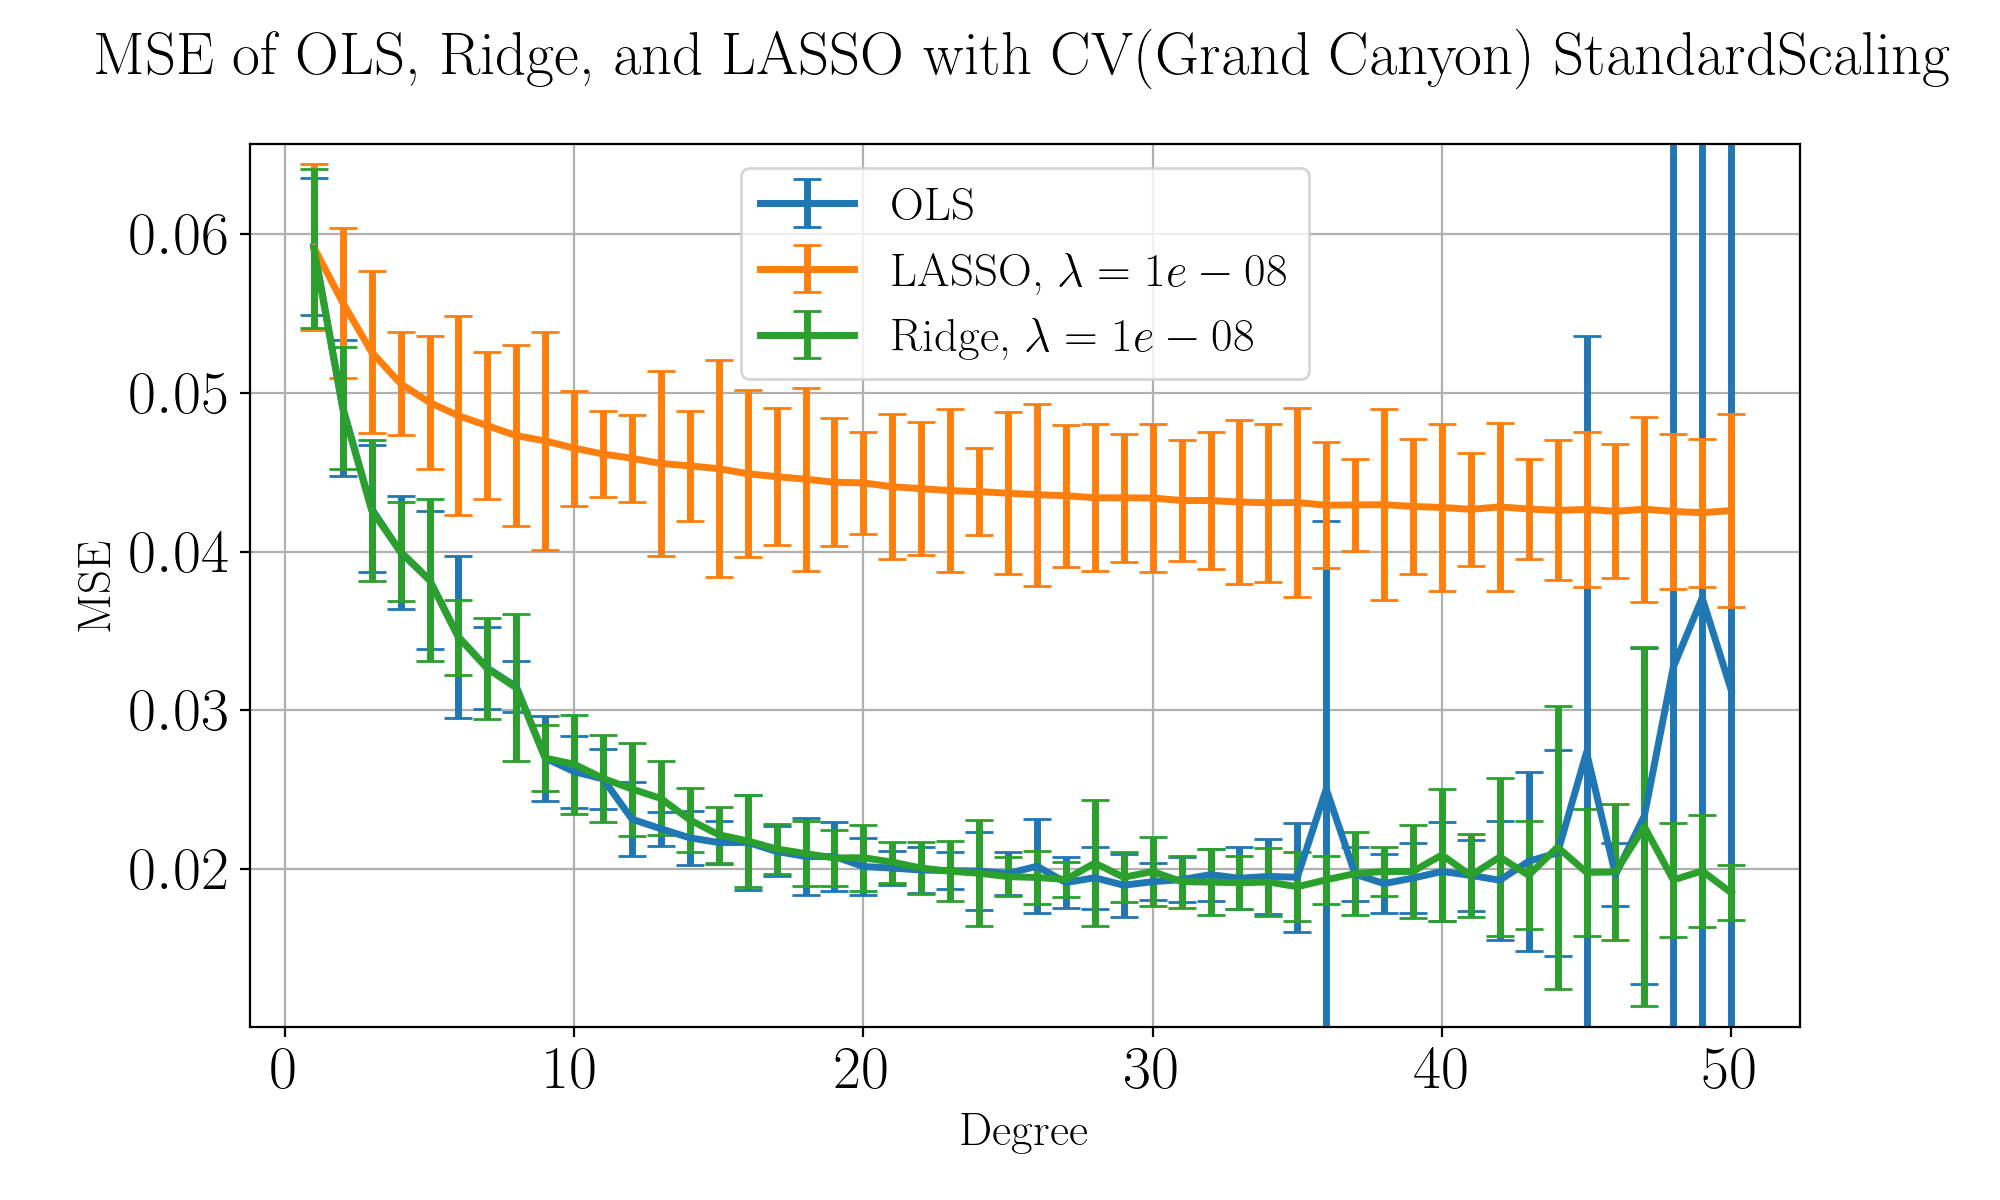 MSE of OLS, Ridge, and LASSO with CV(Grand Canyon) StandardScaling
OLS
LASSO, λ = 1e − 08
Ridge, λ = 1e − 08
0.06
0.05
0.04
0.03
0.02
MSE
0 10 20 30 40 50
Degree